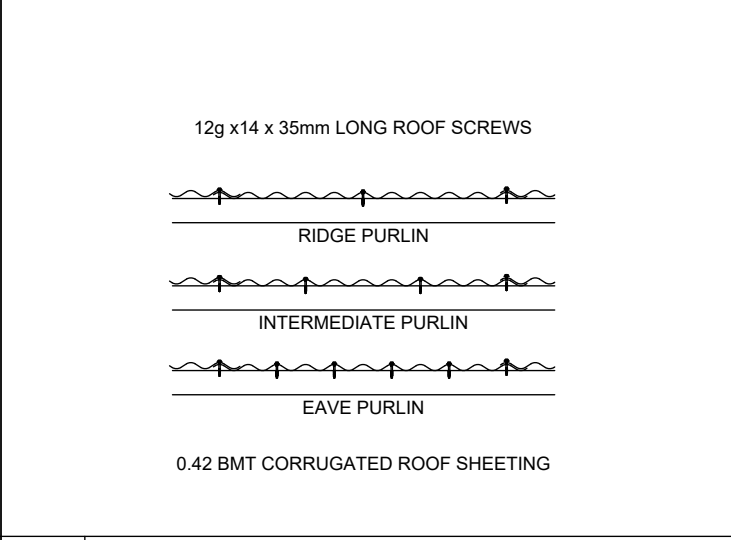 12g x14 x 35mm LONG ROOF SCREWS
RIDGE PURLIN
INTERMEDIATE PURLIN
EAVE PURLIN
0.42 BMT CORRUGATED ROOF SHEETING